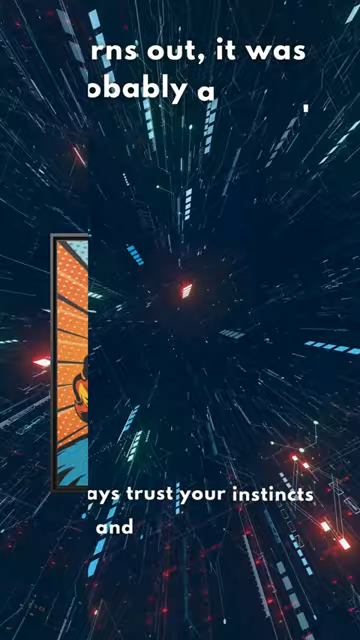 rns out, it was
obably a
ays trust your instincts
and